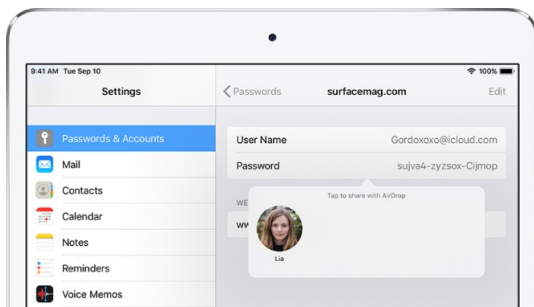 9:41 AM Tue Sep 10
100%
Settings
Passwords
surfacemag.com
Edit
Passwords & Accounts
User Name
Gordoxoxo@icloud.com
Mail
Password
sujva4-zyzsox-Cijmop
Contacts
Tap to share with AirDrop
WE
Calendar
Notes
Lia
Reminders
Voice Memos